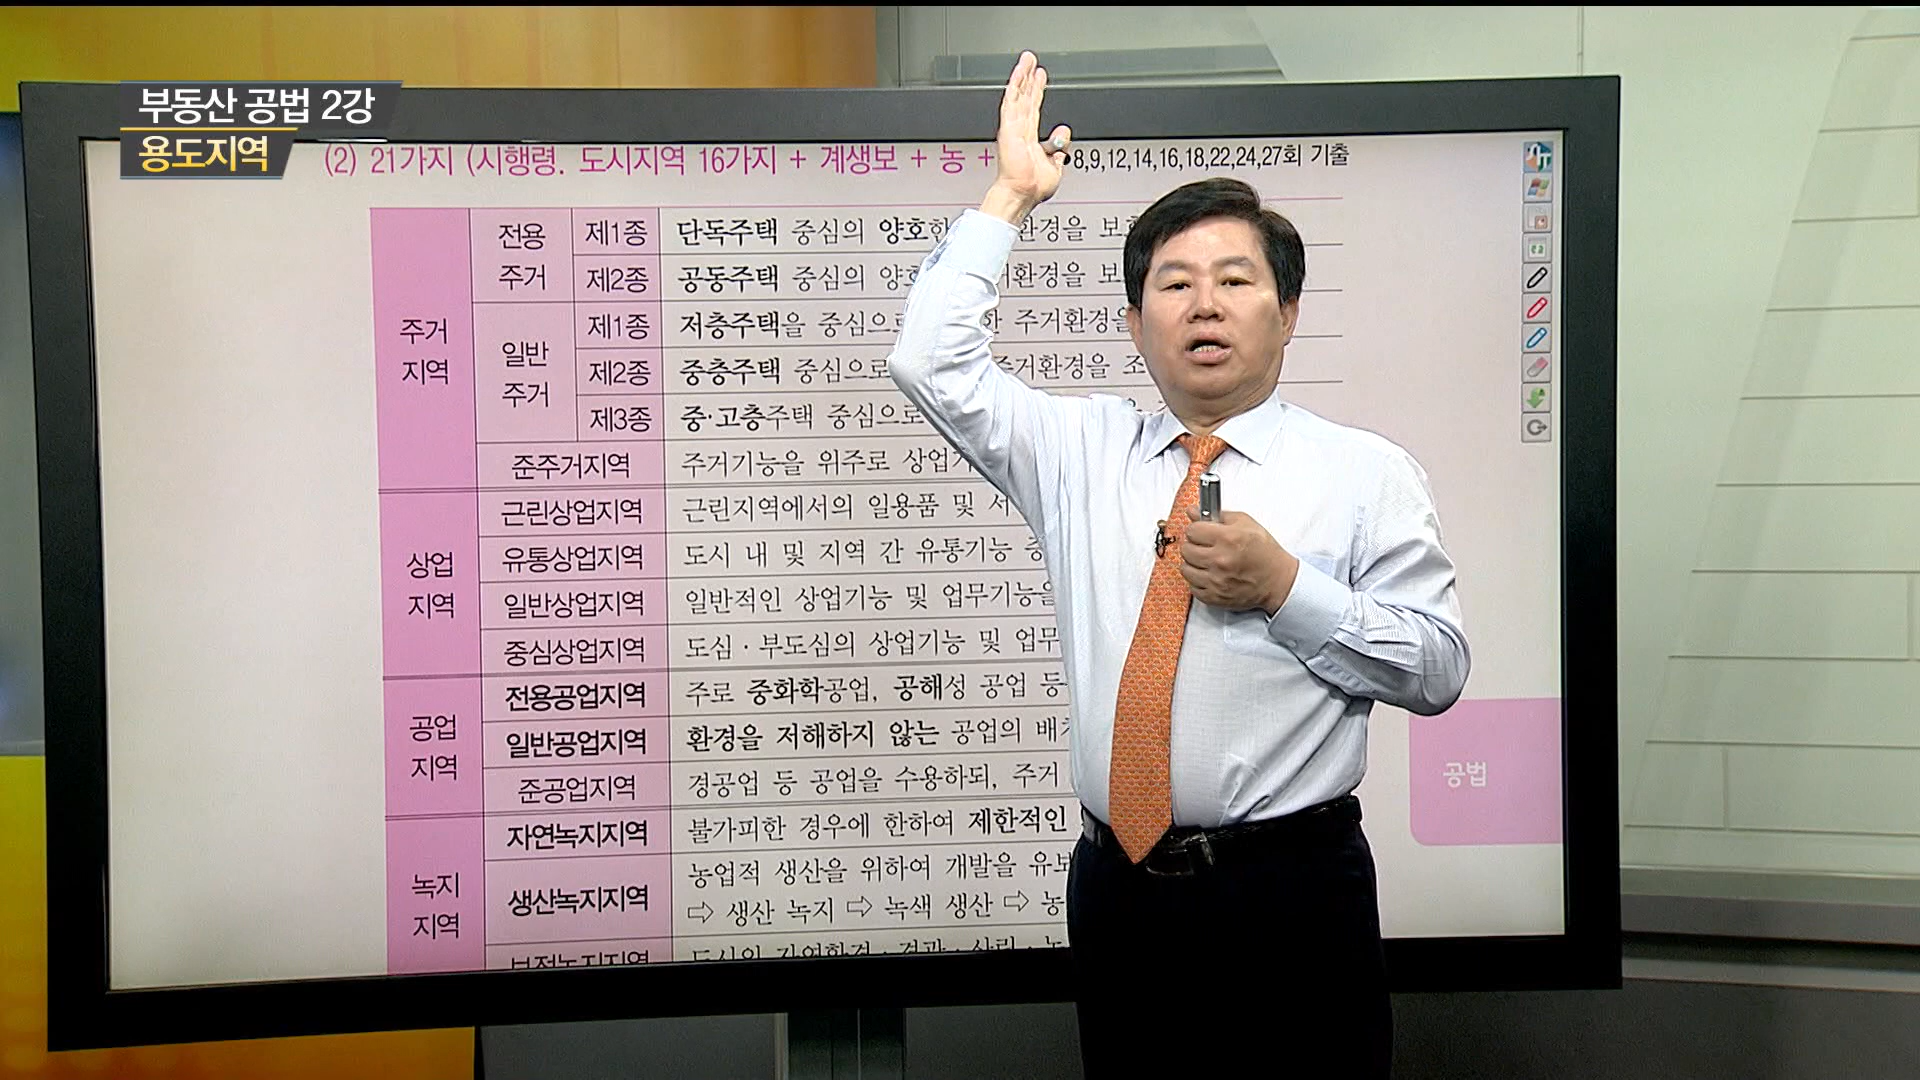 부동산 공법 2강
용도지역
(2) 21가지 (시행령. 도시지역 16가지 + 계생보 + 농 + 8,9,12,14,16,18,22,24,27회 기출
주거 지역
전용 주거
제1종 단독주택 중심의 양호한 환경을
제2종 공동주택 중심의 양호 환경을
일반 주거
제1종 저층주택을 중심으로 한 주거환경을
제2종 중층주택 중심으로 주거환경을
제3종 중·고층주택 중심으로
준주거지역 주거기능을 위주로
상업 지역
근린상업지역 근린지역에서의 일용품 및
유통상업지역 도시 내 및 지역 간 유통기능
일반상업지역 일반적인 상업기능 및 업무기능을
중심상업지역 도심·부도심의 상업기능 및
공업 지역
전용공업지역 주로 중화학공업, 공해성 공업 등
일반공업지역 환경을 저해하지 않는 공업의
준공업지역 경공업 등 공업을 수용하되, 주거
녹지 지역
자연녹지지역 불가피한 경우에 한하여 제한적인
생산녹지지역 농업적 생산을 위하여 개발을
⇨ 생산 녹지 ⇨ 녹색 생산 ⇨
공법